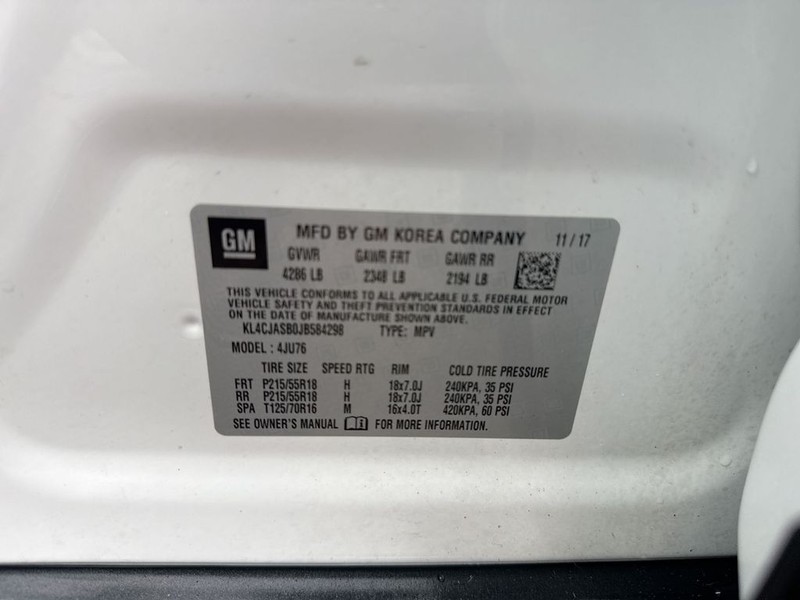 GM
MFD BY GM KOREA COMPANY 11/17
GVWR GAWR FRT GAWR RR
4286 LB 2348 LB 2194 LB
THIS VEHICLE CONFORMS TO ALL APPLICABLE U.S. FEDERAL MOTOR
VEHICLE SAFETY AND THEFT PREVENTION STANDARDS IN EFFECT
ON THE DATE OF MANUFACTURE SHOWN ABOVE.
KL4CJASB0JB584298 TYPE: MPV
MODEL: 4JU76
TIRE SIZE SPEED RTG RIM COLD TIRE PRESSURE
FRT P215/55R18 H 18x7.0J 240KPA, 35 PSI
RR P215/55R18 H 18x7.0J 240KPA, 35 PSI
SPA T125/70R16 M 16x4.0T 420KPA, 60 PSI
SEE OWNER'S MANUAL FOR MORE INFORMATION.